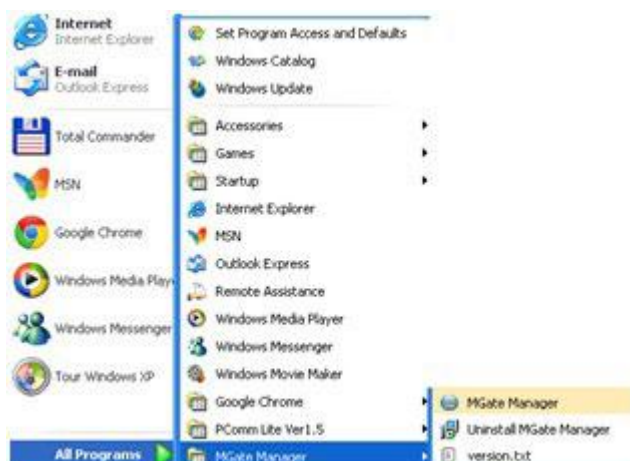 Internet
Internet Explorer
E-mail
Outlook Express
Total Commander
MSN
Google Chrome
Windows Media Play
Windows Messenger
Tour Windows XP
All Programs
Set Program Access and Defaults
Windows Catalog
Windows Update
Accessories
Games
Startup
Internet Explorer
MSN
Outlook Express
Remote Assistance
Windows Media Player
Windows Messenger
Windows Movie Maker
Google Chrome
PComm Lite Ver1.5
MGate Manager
MGate Manager
Uninstall MGate Manager
version.txt